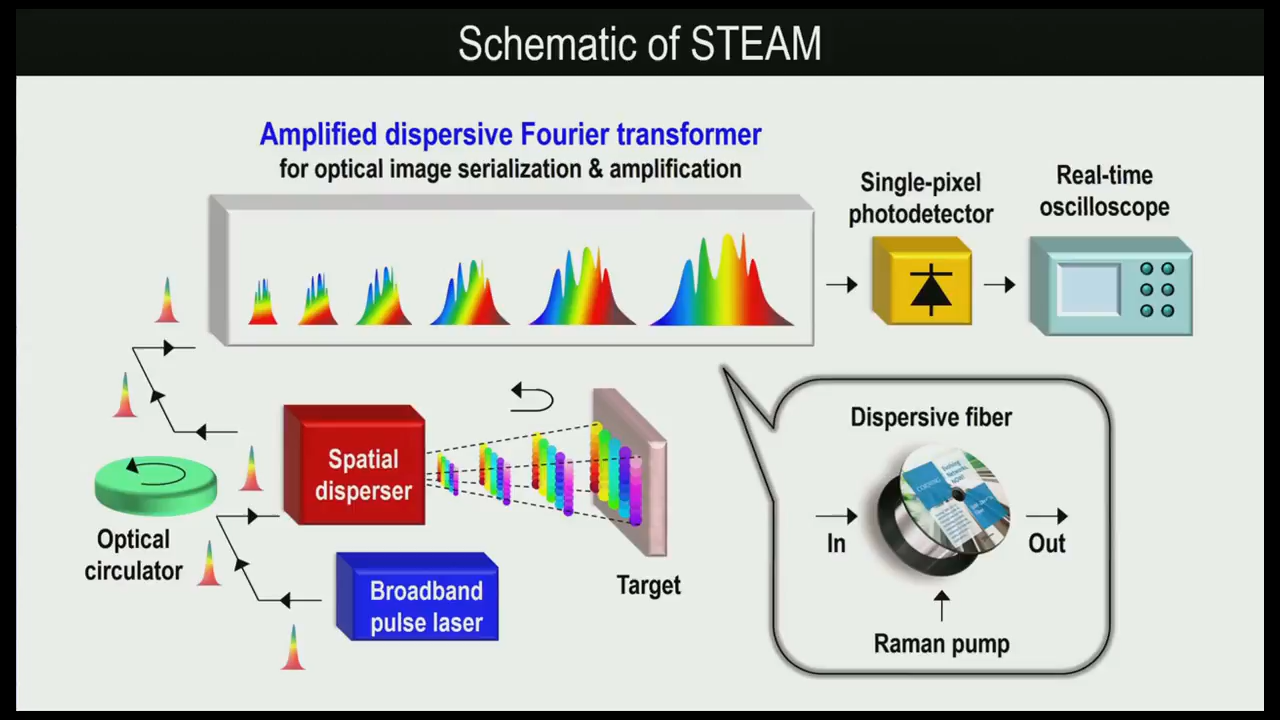 Schematic of STEAM
Amplified dispersive Fourier transformer
for optical image serialization & amplification
Single-pixel
photodetector
Real-time
oscilloscope
Spatial
disperser
Optical
circulator
Broadband
pulse laser
Target
Dispersive fiber
In
Out
Raman pump